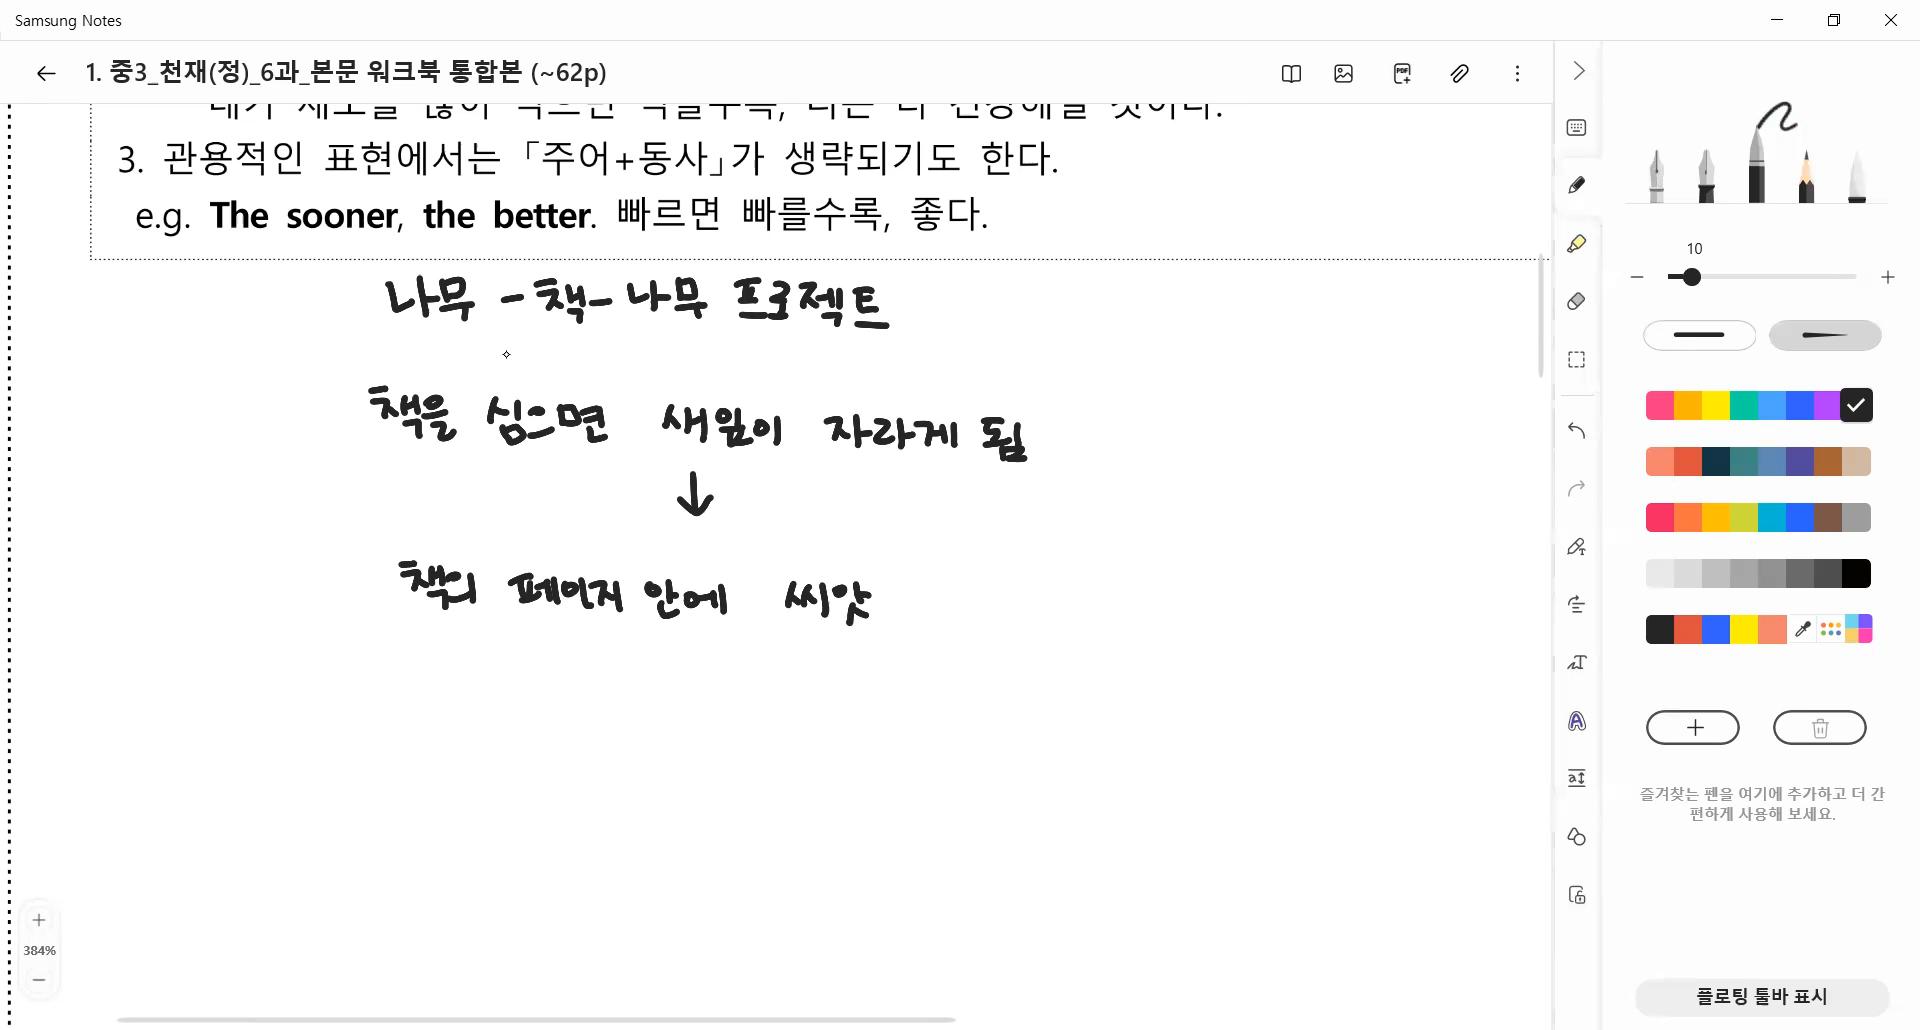 Samsung Notes
1. 중3_천재(정)_6과_본문 워크북 통합본 (~62p)
3. 관용적인 표현에서는 「주어+동사」가 생략되기도 한다.
e.g. The sooner, the better. 빠르면 빠를수록, 좋다.
나무 - 책 - 나무 프로젝트
책을 심으면 새잎이 자라게 됨
↓
책의 페이지 안에 씨앗
10
즐겨찾는 펜을 여기에 추가하고 더 간
편하게 사용해 보세요.
384%
플로팅 툴바 표시